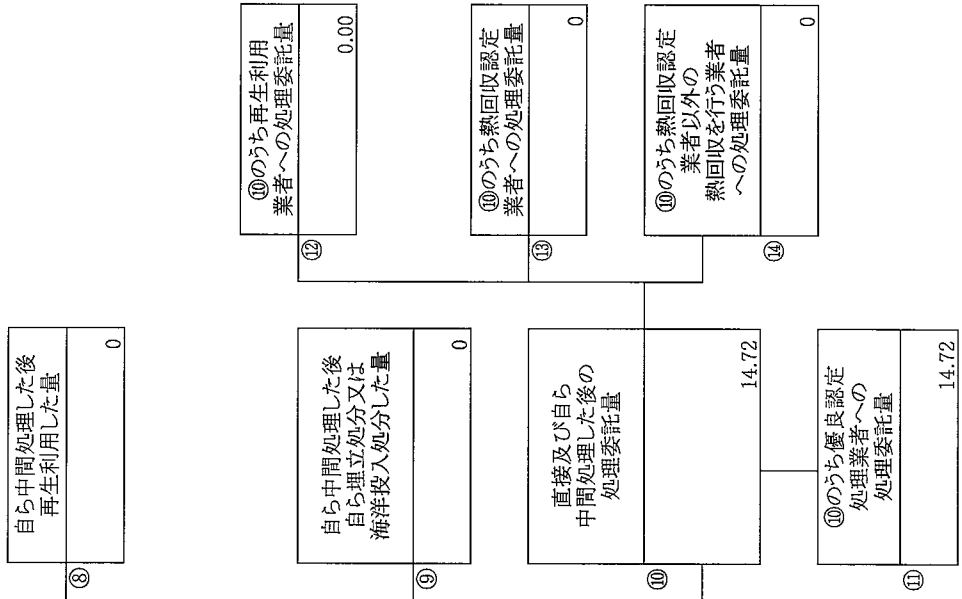 ⑧
自ら中間処理した後
再生利用した量
0
⑨
自ら中間処理した後
自ら埋立処分又は
海洋投入処分した量
0
⑩
直接及び自ら
中間処理した後の
処理委託量
14.72
⑪
⑩のうち優良認定
処理業者への
処理委託量
14.72
⑫
⑩のうち再生利用
業者への処理委託量
0.00
⑬
⑩のうち熱回収認定
業者への処理委託量
0
⑭
⑩のうち熱回収認定
業者以外の
熱回収を行う業者
への処理委託量
0